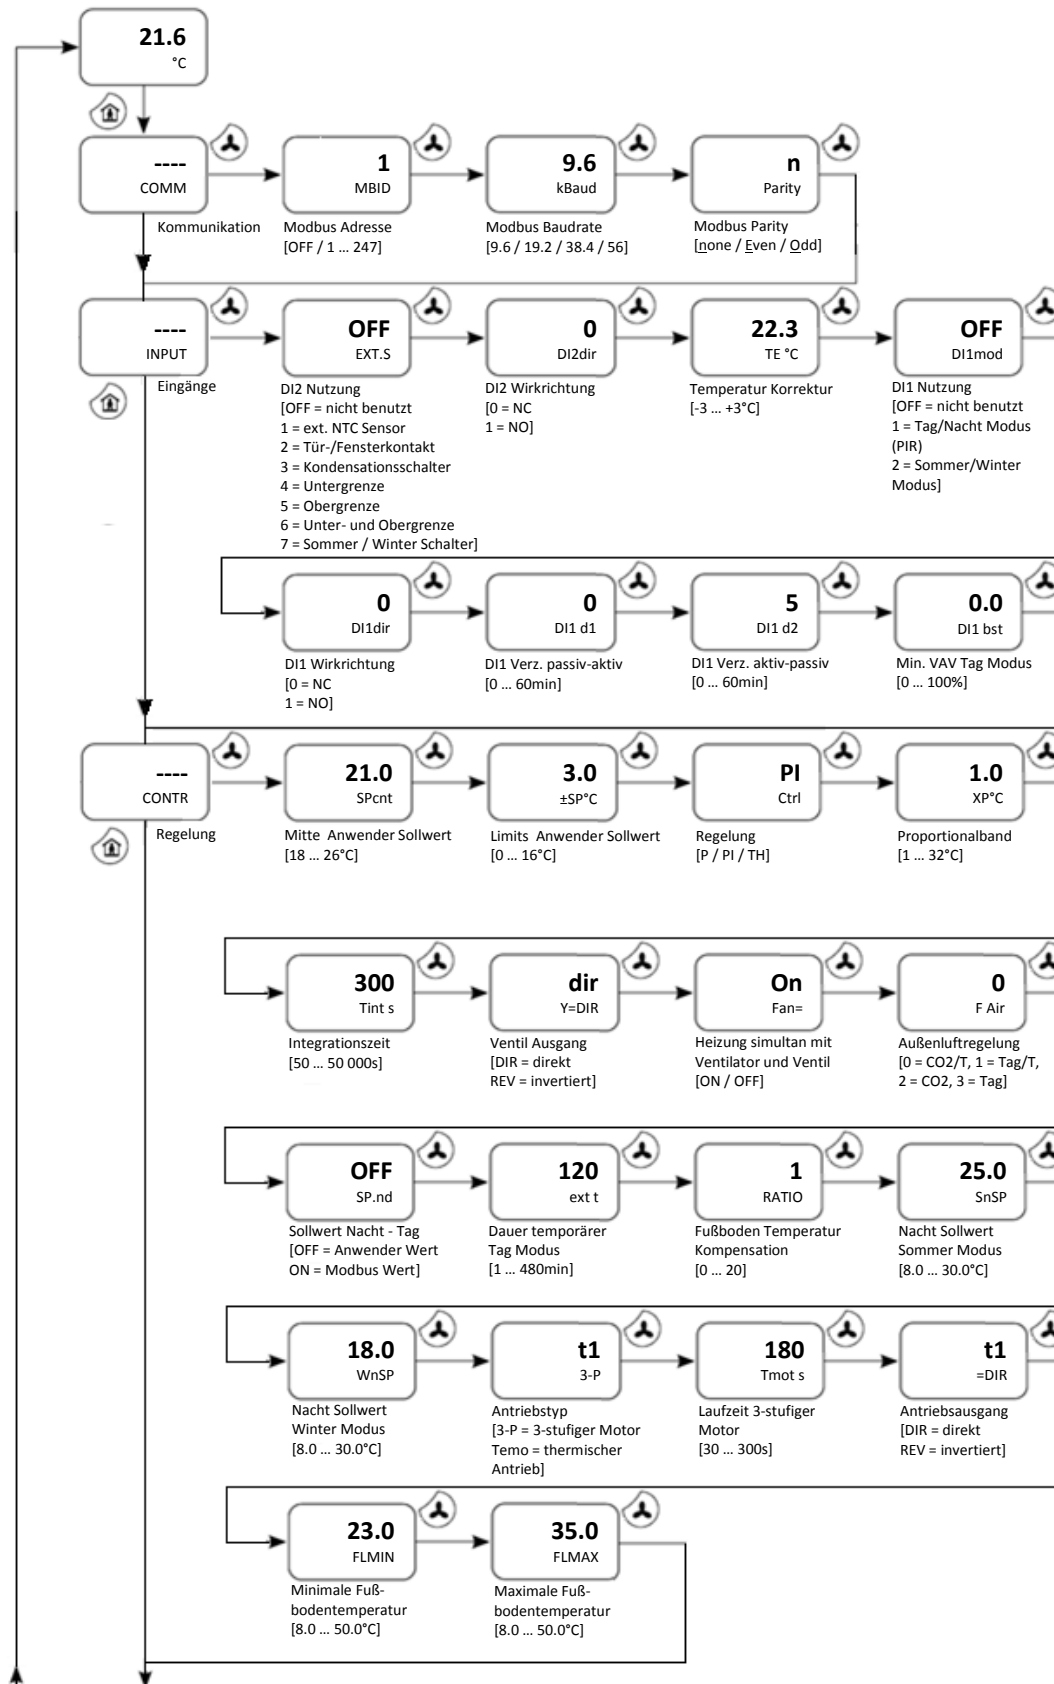 21.6
°C
----
COMM
Kommunikation
1
MBID
Modbus Adresse
[OFF / 1 ... 247]
9.6
kBaud
Modbus Baudrate
[9.6 / 19.2 / 38.4 / 56]
n
Parity
Modbus Parity
[none / Even / Odd]
----
INPUT
Eingänge
OFF
EXT.S
DI2 Nutzung
[OFF = nicht benutzt
1 = ext. NTC Sensor
2 = Tür-/Fensterkontakt
3 = Kondensationsschalter
4 = Untergrenze
5 = Obergrenze
6 = Unter- und Obergrenze
7 = Sommer / Winter Schalter]
0
DI2dir
DI2 Wirkrichtung
[0 = NC
1 = NO]
22.3
TE °C
Temperatur Korrektur
[-3 ... +3°C]
OFF
DI1mod
DI1 Nutzung
[OFF = nicht benutzt
1 = Tag/Nacht Modus
(PIR)
2 = Sommer/Winter
Modus]
0
DI1dir
DI1 Wirkrichtung
[0 = NC
1 = NO]
0
DI1 d1
DI1 Verz. passiv-aktiv
[0 ... 60min]
5
DI1 d2
DI1 Verz. aktiv-passiv
[0 ... 60min]
0.0
DI1 bst
Min. VAV Tag Modus
[0 ... 100%]
----
CONTR
Regelung
21.0
SPcnt
Mitte Anwender Sollwert
[18 ... 26°C]
3.0
±SP°C
Limits Anwender Sollwert
[0 ... 16°C]
PI
Ctrl
Regelung
[P / PI / TH]
1.0
XP°C
Proportionalband
[1 ... 32°C]
300
Tint s
Integrationszeit
[50 ... 50 000s]
dir
Y=DIR
Ventil Ausgang
[DIR = direkt
REV = invertiert]
On
Fan=
Heizung simultan mit
Ventilator und Ventil
[ON / OFF]
0
F Air
Außenluftregelung
[0 = CO2/T, 1 = Tag/T,
2 = CO2, 3 = Tag]
OFF
SP.nd
Sollwert Nacht - Tag
[OFF = Anwender Wert
ON = Modbus Wert]
120
ext t
Dauer temporärer
Tag Modus
[1 ... 480min]
1
RATIO
Fußboden Temperatur
Kompensation
[0 ... 20]
25.0
SnSP
Nacht Sollwert
Sommer Modus
[8.0 ... 30.0°C]
18.0
WnSP
Nacht Sollwert
Winter Modus
[8.0 ... 30.0°C]
t1
3-P
Antriebstyp
[3-P = 3-stufiger Motor
Temo = thermischer
Antrieb]
180
Tmot s
Laufzeit 3-stufiger
Motor
[30 ... 300s]
t1
=DIR
Antriebsausgang
[DIR = direkt
REV = invertiert]
23.0
FLMIN
Minimale Fuß-
bodentemperatur
[8.0 ... 50.0°C]
35.0
FLMAX
Maximale Fuß-
bodentemperatur
[8.0 ... 50.0°C]